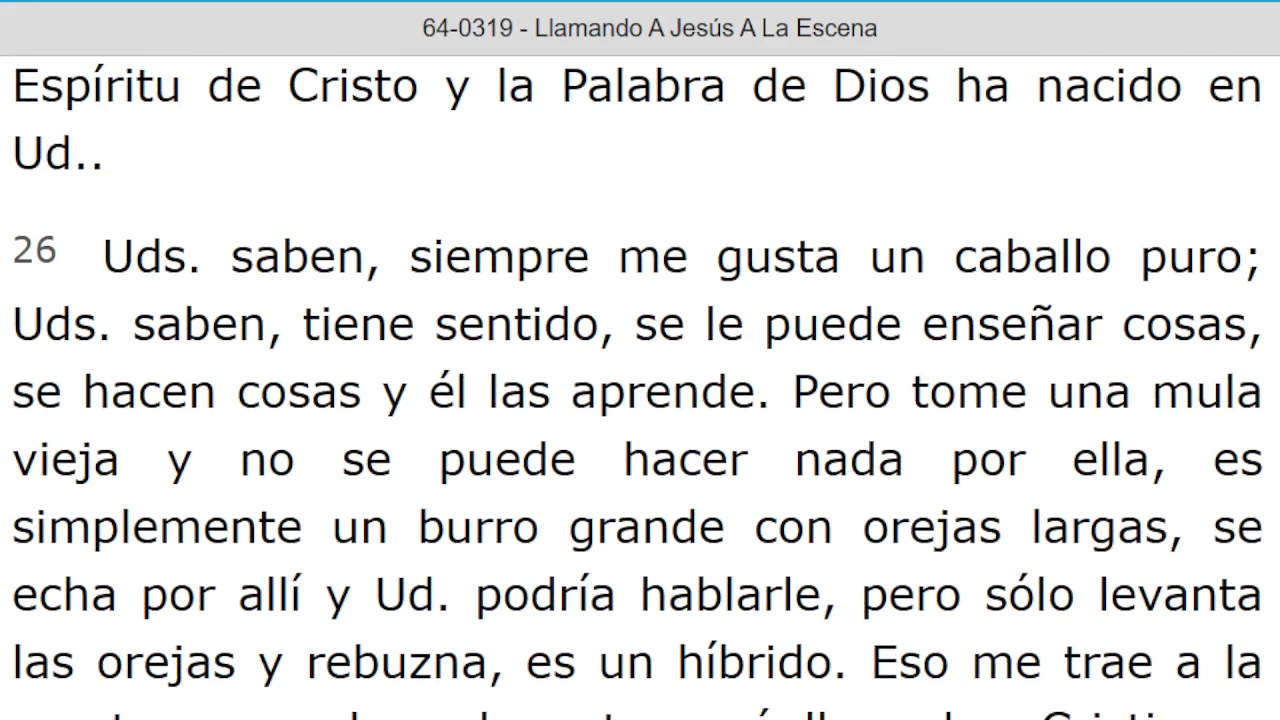 64-0319 - Llamando A Jesús A La Escena
Espíritu de Cristo y la Palabra de Dios ha nacido en
Ud..
26 Uds. saben, siempre me gusta un caballo puro;
Uds. saben, tiene sentido, se le puede enseñar cosas,
se hacen cosas y él las aprende. Pero tome una mula
vieja y no se puede hacer nada por ella, es
simplemente un burro grande con orejas largas, se
echa por allí y Ud. podría hablarle, pero sólo levanta
las orejas y rebuzna, es un híbrido. Eso me trae a la